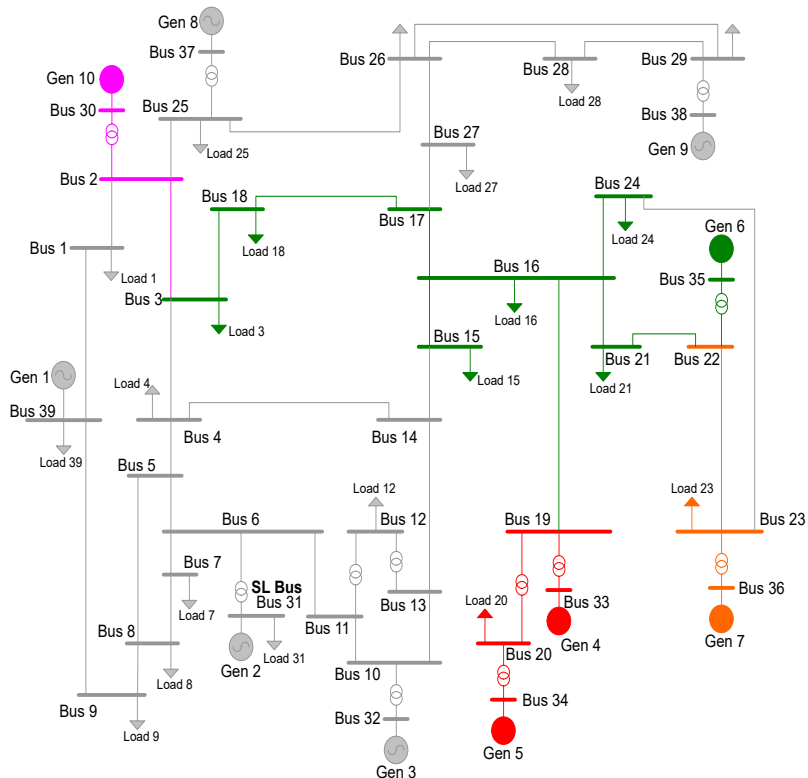 Gen 8
Bus 37
Gen 10
Bus 30
Bus 25
Load 25
Bus 2
Bus 26
Bus 28
Load 28
Bus 29
Bus 38
Gen 9
Bus 27
Load 27
Bus 18
Load 18
Bus 17
Bus 24
Load 24
Gen 6
Bus 35
Bus 1
Load 1
Bus 3
Load 3
Bus 16
Load 16
Bus 15
Load 15
Bus 21
Load 21
Bus 22
Gen 1
Bus 39
Load 39
Load 4
Bus 4
Bus 14
Bus 5
Bus 6
Load 12
Bus 12
Bus 19
Load 23
Bus 23
Bus 7
Load 7
SL Bus
Bus 31
Load 31
Gen 2
Bus 11
Bus 13
Bus 33
Gen 4
Load 20
Bus 20
Bus 36
Gen 7
Bus 8
Load 8
Bus 9
Load 9
Bus 10
Bus 32
Gen 3
Bus 34
Gen 5